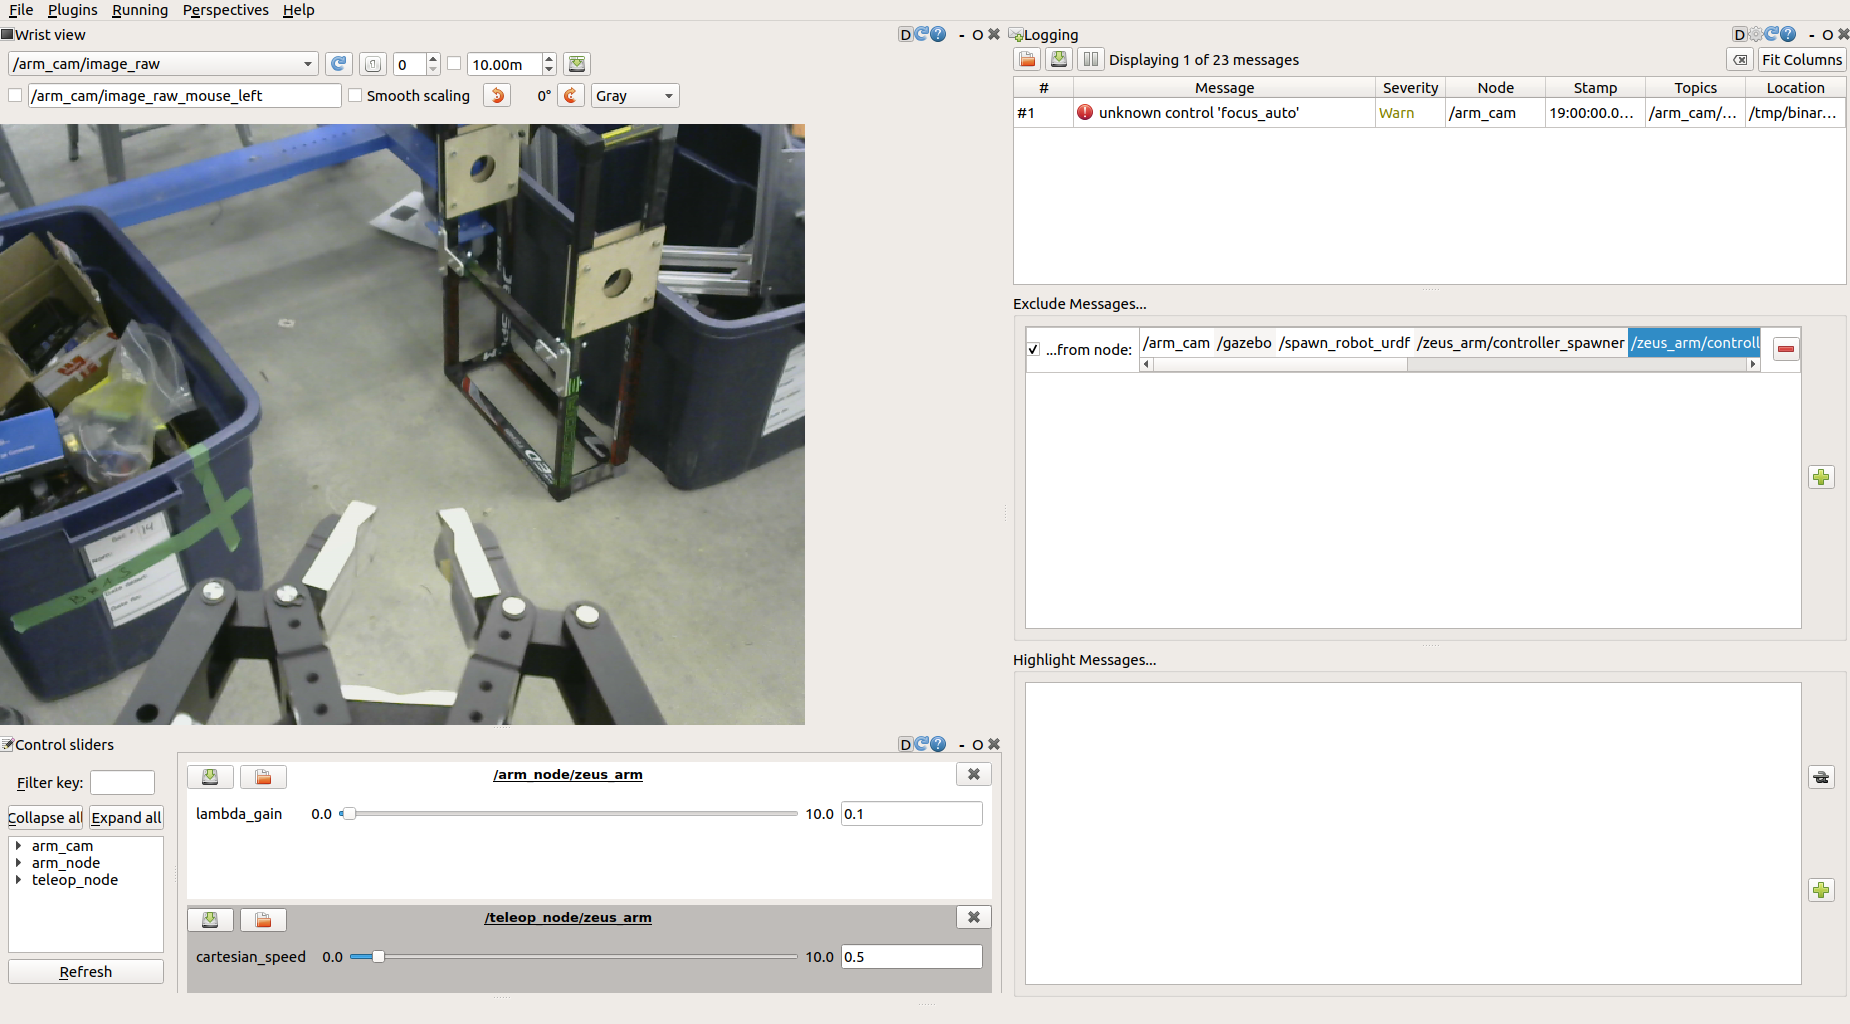 File Plugins Running Perspectives Help
Wrist view
D
- O
/arm_cam/image_raw
0
10.00m
/arm_cam/image_raw_mouse_left
Smooth scaling
0°
Gray
Logging
D
- O
Displaying 1 of 23 messages
Fit Columns
# Message Severity Node Stamp Topics Location
#1 unknown control 'focus_auto' Warn /arm_cam 19:00:00.0... /arm_cam/... /tmp/binar...
Exclude Messages...
...from node: /arm_cam /gazebo /spawn_robot_urdf /zeus_arm/controller_spawner /zeus_arm/controll
Highlight Messages...
Control sliders
D
- O
Filter key:
Collapse all Expand all
arm_cam
arm_node
teleop_node
Refresh
/arm_node/zeus_arm
lambda_gain 0.0 10.0 0.1
/teleop_node/zeus_arm
cartesian_speed 0.0 10.0 0.5